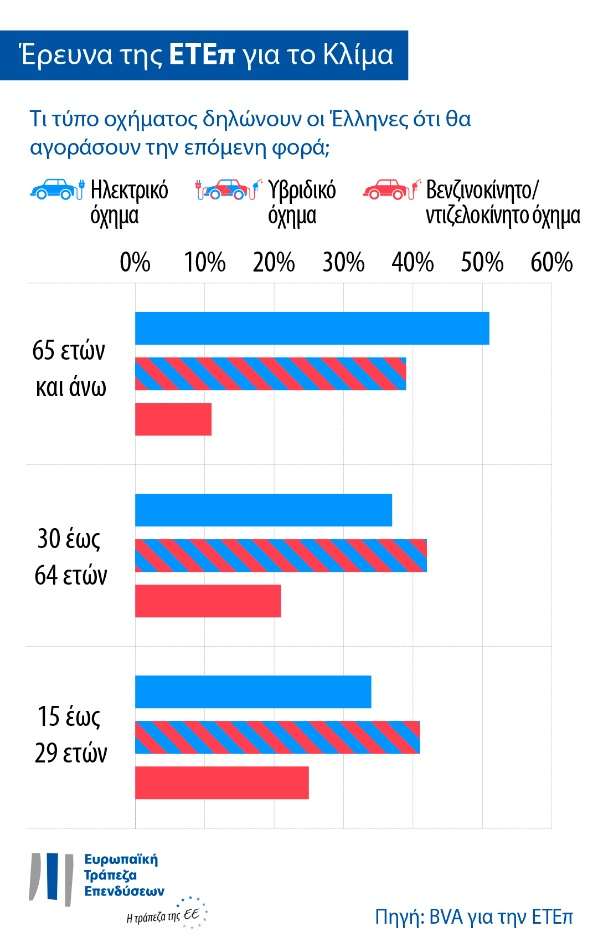 Έρευνα της ΕΤΕπ για το Κλίμα
Τι τύπο οχήματος δηλώνουν οι Έλληνες ότι θα
αγοράσουν την επόμενη φορά;
Ηλεκτρικό
όχημα
Υβριδικό
όχημα
Βενζινοκίνητο/
ντιζελοκίνητο όχημα
0% 10% 20% 30% 40% 50% 60%
65 ετών
και άνω
30 έως
64 ετών
15 έως
29 ετών
Ευρωπαϊκή
Τράπεζα
Επενδύσεων
Η τράπεζα της ΕΕ
Πηγή: BVA για την ΕΤΕπ